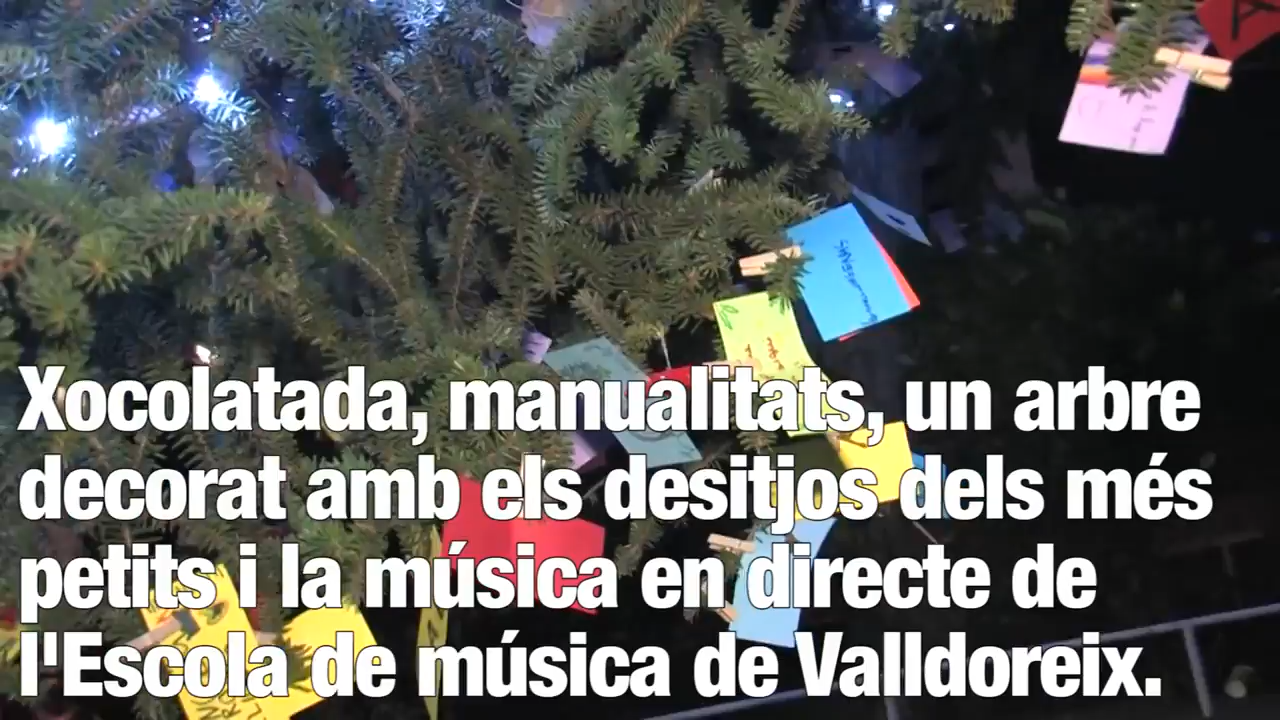 Xocolatada, manualitats, un arbre
decorat amb els desitjos dels més
petits i la música en directe de
l'Escola de música de Valldoreix.